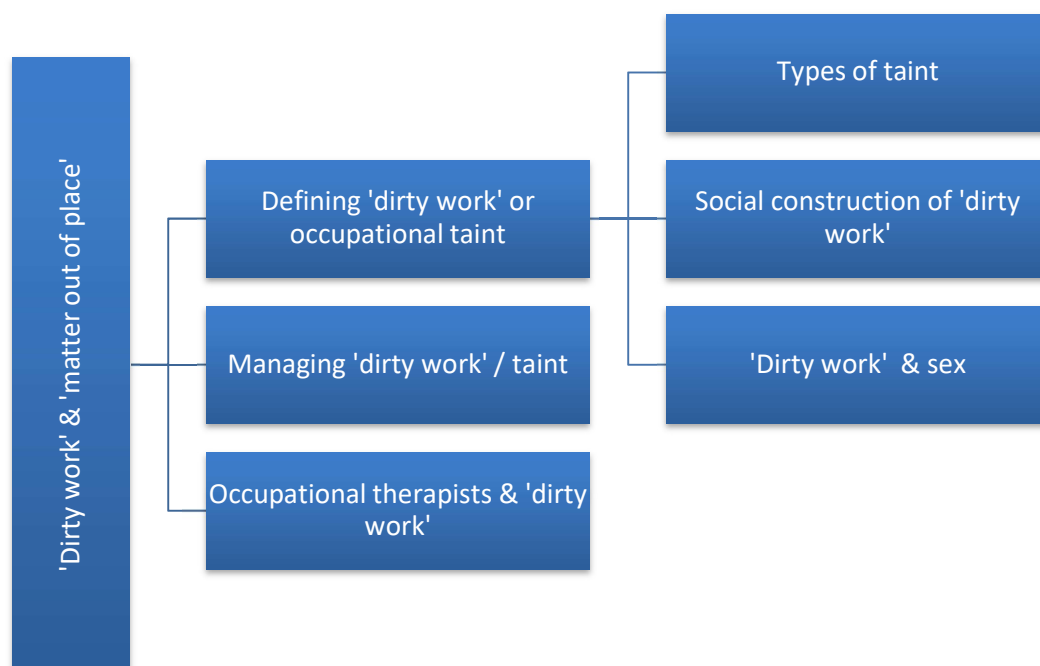 'Dirty work' & 'matter out of place'
Defining 'dirty work' or
occupational taint
Types of taint
Social construction of 'dirty
work'
'Dirty work' & sex
Managing 'dirty work' / taint
Occupational therapists & 'dirty
work'